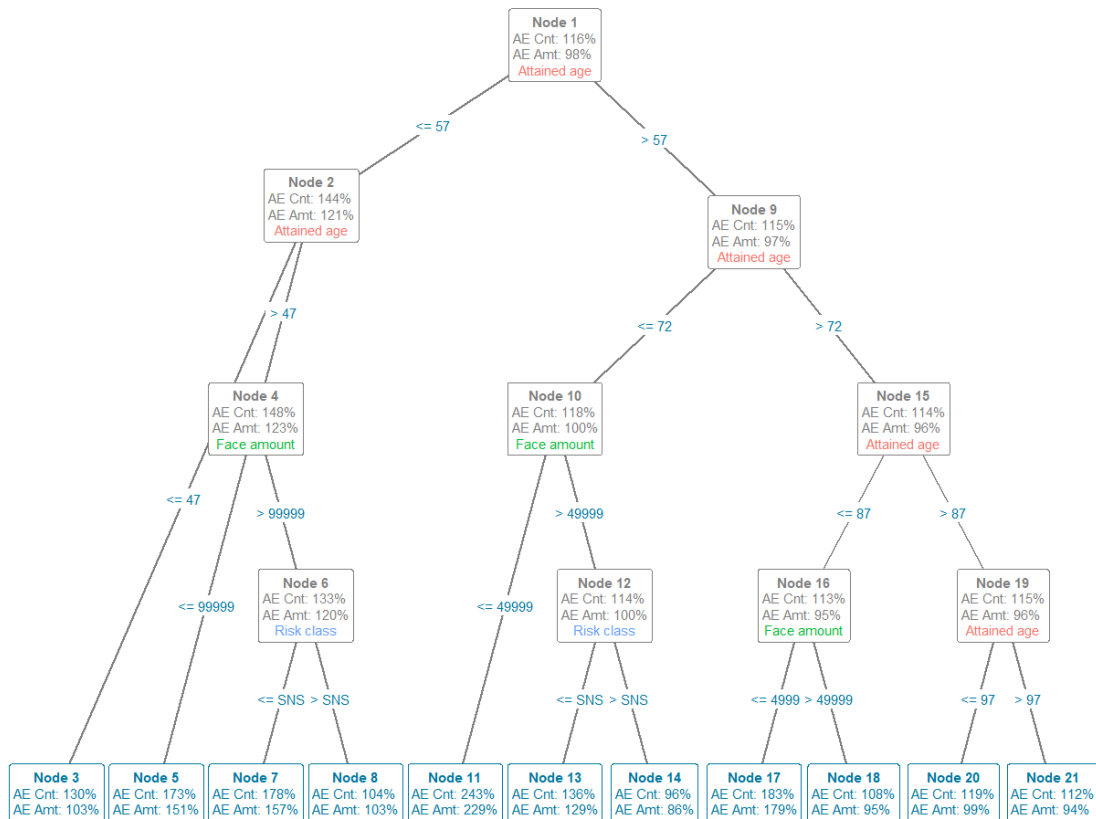 Node 1
AE Cnt: 116%
AE Amt: 98%
Attained age
<= 57
> 57
Node 2
AE Cnt: 144%
AE Amt: 121%
Attained age
Node 9
AE Cnt: 115%
AE Amt: 97%
Attained age
> 47
<= 72
> 72
Node 4
AE Cnt: 148%
AE Amt: 123%
Face amount
Node 10
AE Cnt: 118%
AE Amt: 100%
Face amount
Node 15
AE Cnt: 114%
AE Amt: 96%
Attained age
<= 47
> 99999
> 49999
<= 87
> 87
Node 6
AE Cnt: 133%
AE Amt: 120%
Risk class
Node 12
AE Cnt: 114%
AE Amt: 100%
Risk class
Node 16
AE Cnt: 113%
AE Amt: 95%
Face amount
Node 19
AE Cnt: 115%
AE Amt: 96%
Attained age
<= 99999
<= 49999
<= SNS
> SNS
<= SNS
> SNS
<= 4999
> 49999
<= 97
> 97
Node 3
AE Cnt: 130%
AE Amt: 103%
Node 5
AE Cnt: 173%
AE Amt: 151%
Node 7
AE Cnt: 178%
AE Amt: 157%
Node 8
AE Cnt: 104%
AE Amt: 103%
Node 11
AE Cnt: 243%
AE Amt: 229%
Node 13
AE Cnt: 136%
AE Amt: 129%
Node 14
AE Cnt: 96%
AE Amt: 86%
Node 17
AE Cnt: 183%
AE Amt: 179%
Node 18
AE Cnt: 108%
AE Amt: 95%
Node 20
AE Cnt: 119%
AE Amt: 99%
Node 21
AE Cnt: 112%
AE Amt: 94%